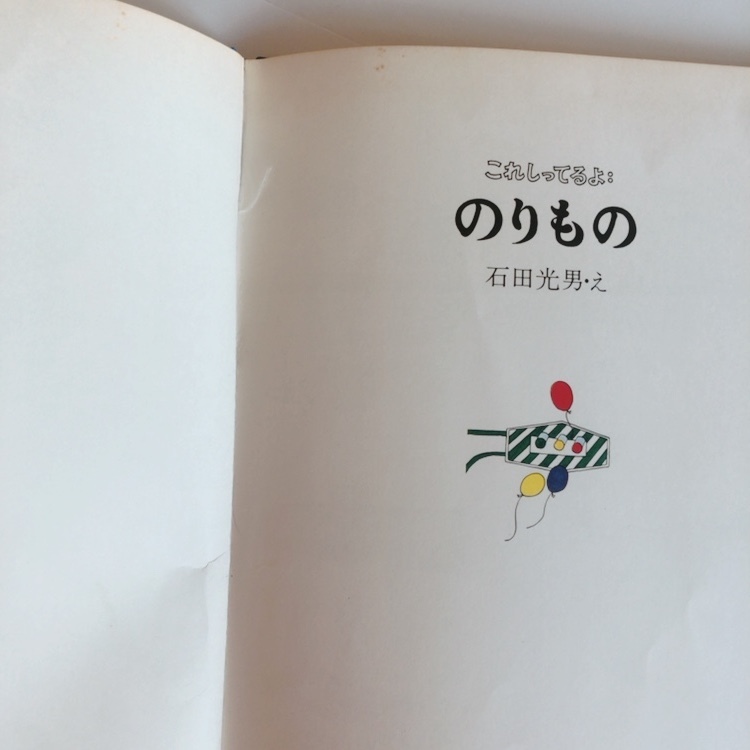 これしってるよ:
のりもの
石田光男・え